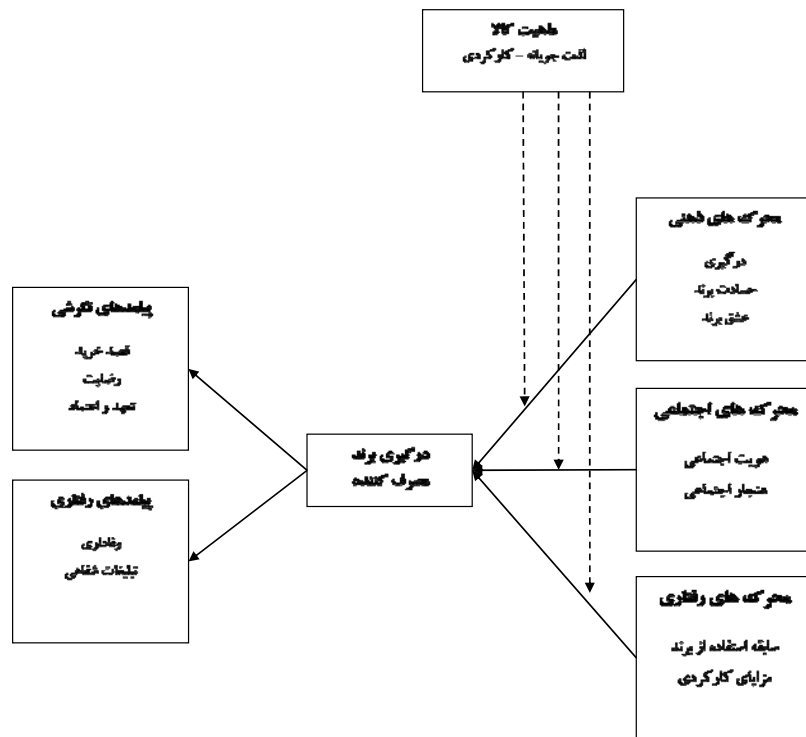 ماهیت کالا
لذت جویانه – کارکردی
محرک های ذهنی
درگیری
حسادت برند
عشق برند
محرک های اجتماعی
هویت اجتماعی
هنجار اجتماعی
محرک های رفتاری
سابقه استفاده از برند
مزایای کارکردی
درگیری برند
مصرف کننده
پیامدهای نگرشی
قصد خرید
رضایت
تعهد و اعتماد
پیامدهای رفتاری
وفاداری
تبلیغات شفاهی